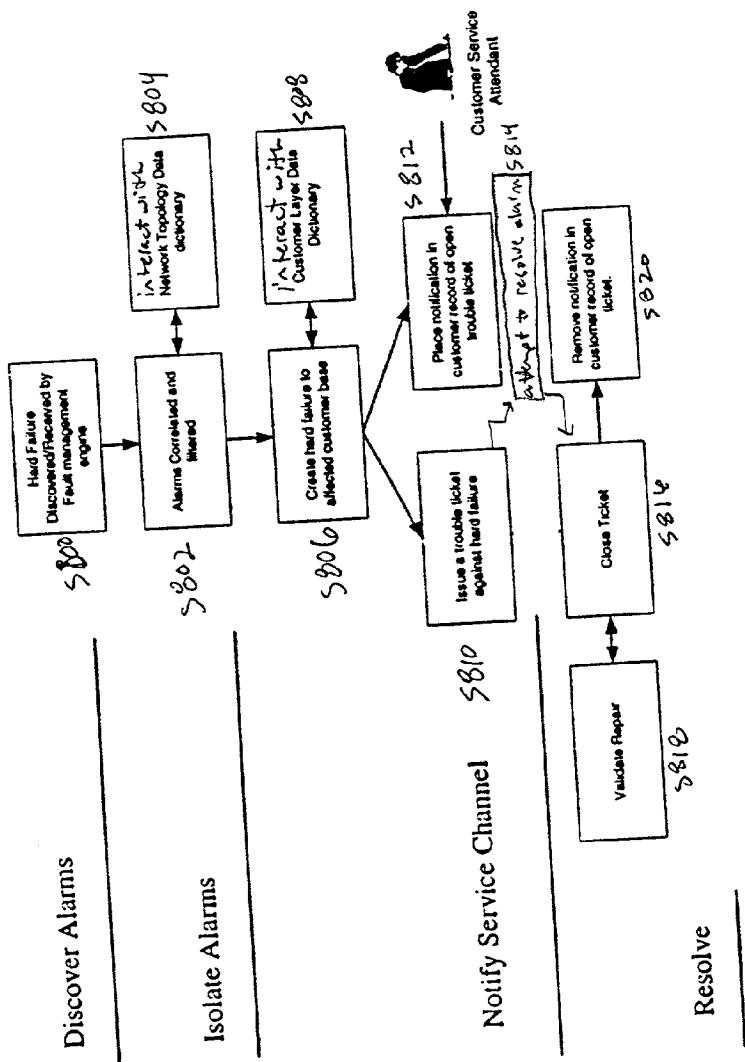 Discover Alarms
Hard Failure
Discovered/Received by
Fault management
engine
S800
Isolate Alarms
Alarms Correlated and
filtered
S802
interact with
Network Topology Data
dictionary
S804
Create hard failure to
affected customer base
S806
interact with
Customer Layer Data
Dictionary
S808
Notify Service Channel
Issue a trouble ticket
against hard failure
S810
Place notification in
customer record of open
trouble ticket
S812
Customer Service
Attendant
attempt to resolve alarm
S814
Resolve
Validate Repair
S818
Close Ticket
S816
Remove notification in
customer record of open
ticket.
S820